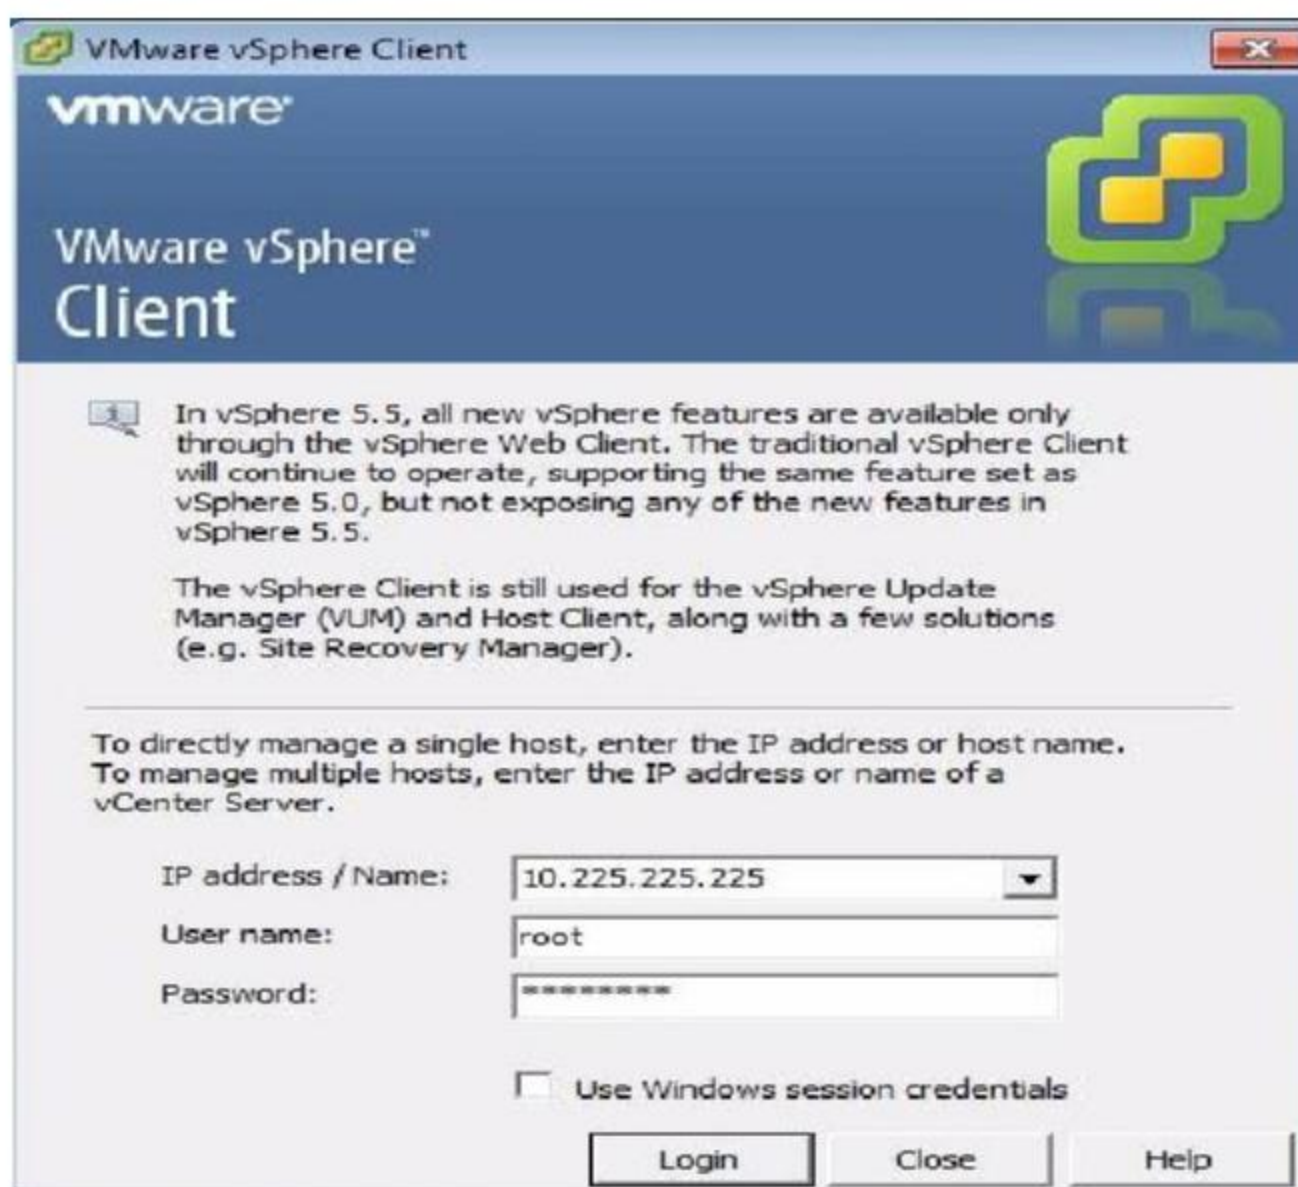 VMware vSphere Client
vmware
VMware vSphere™
Client
In vSphere 5.5, all new vSphere features are available only
through the vSphere Web Client. The traditional vSphere Client
will continue to operate, supporting the same feature set as
vSphere 5.0, but not exposing any of the new features in
vSphere 5.5.
The vSphere Client is still used for the vSphere Update
Manager (VUM) and Host Client, along with a few solutions
(e.g. Site Recovery Manager).
To directly manage a single host, enter the IP address or host name.
To manage multiple hosts, enter the IP address or name of a
vCenter Server.
IP address / Name: 10.225.225.225
User name: root
Password: ********
Use Windows session credentials
Login Close Help